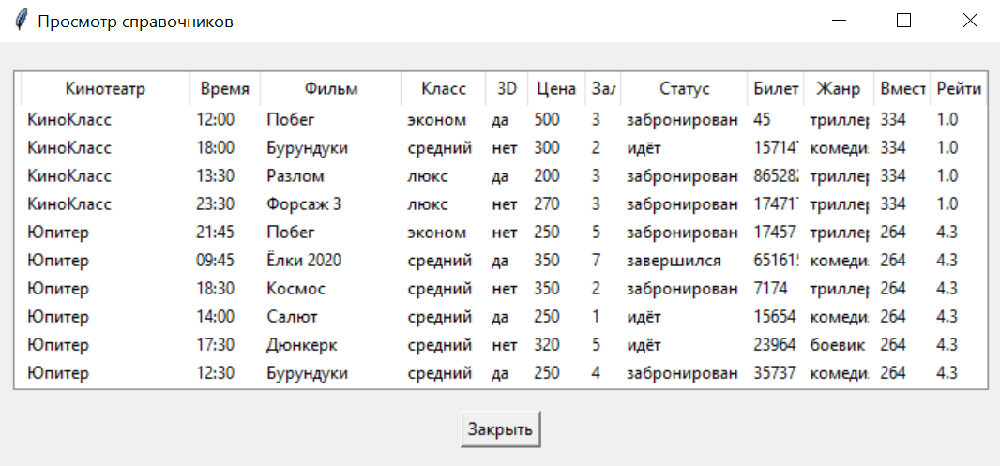 Просмотр справочников
Кинотеатр Время Фильм Класс 3D Цена Зал Статус Билет Жанр Вмест Рейти
КиноКласс 12:00 Побег эконом да 500 3 забронирован 45 триллер 334 1.0
КиноКласс 18:00 Бурундуки средний нет 300 2 идёт 157147 комеди 334 1.0
КиноКласс 13:30 Разлом люкс да 200 3 забронирован 865282 триллер 334 1.0
КиноКласс 23:30 Форсаж 3 люкс нет 270 3 забронирован 174717 триллер 334 1.0
Юпитер 21:45 Побег эконом нет 250 5 забронирован 17457 триллер 264 4.3
Юпитер 09:45 Ёлки 2020 средний да 350 7 завершился 651615 комеди 264 4.3
Юпитер 18:30 Космос средний нет 350 2 забронирован 7174 триллер 264 4.3
Юпитер 14:00 Салют средний да 250 1 идёт 15654 комеди 264 4.3
Юпитер 17:30 Дюнкерк средний нет 320 5 идёт 23964 боевик 264 4.3
Юпитер 12:30 Бурундуки средний да 250 4 забронирован 35737 комеди 264 4.3
Закрыть